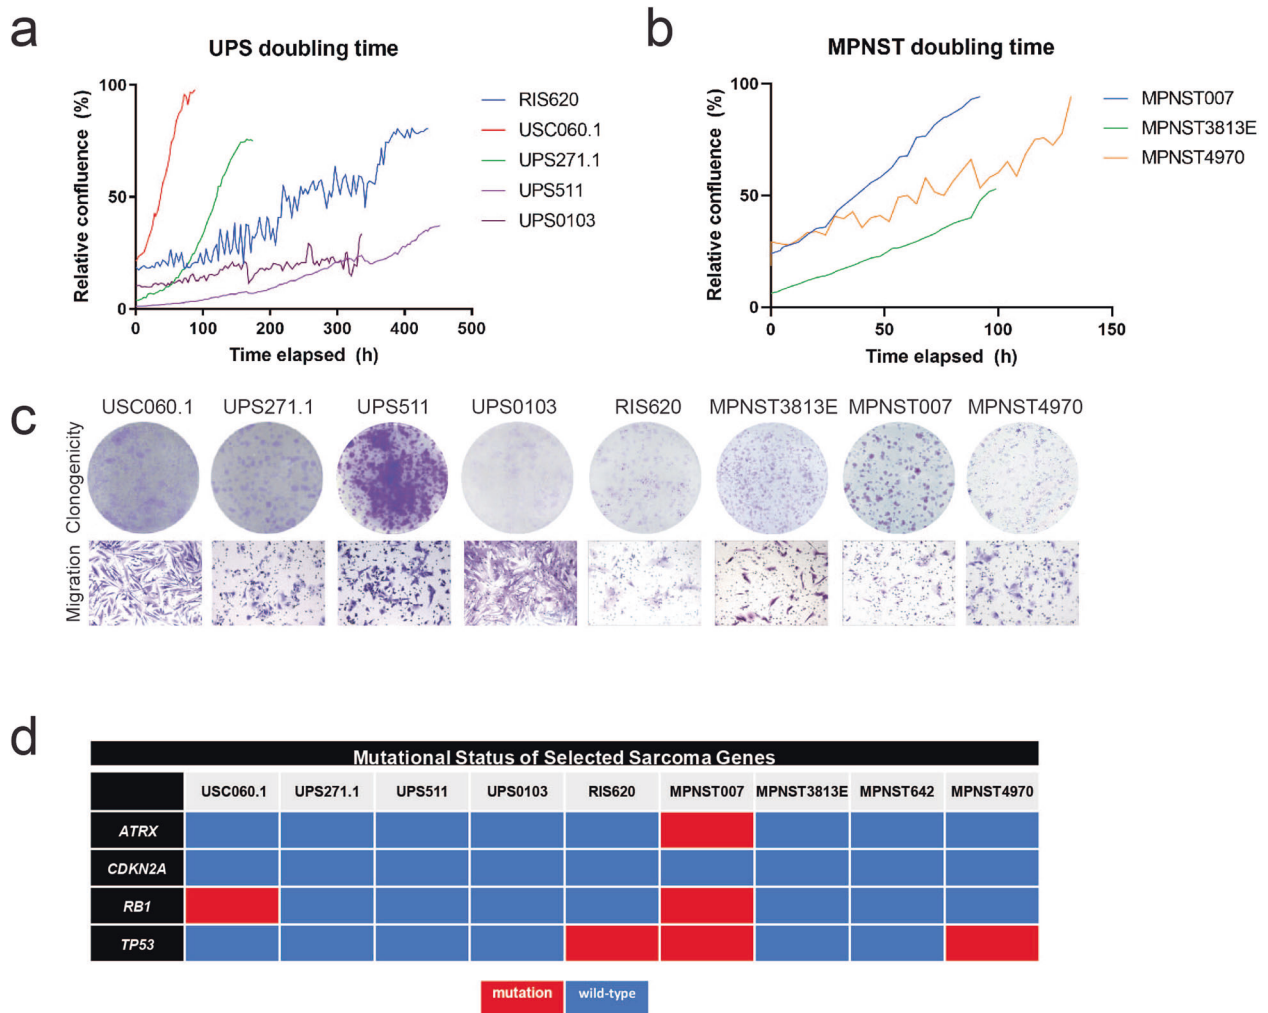 a
UPS doubling time
Relative confluence (%)
100
50
0
0 100 200 300 400 500
Time elapsed (h)
RIS620
USC060.1
UPS271.1
UPS511
UPS0103
b
MPNST doubling time
Relative confluence (%)
100
50
0
0 50 100 150
Time elapsed (h)
MPNST007
MPNST3813E
MPNST4970
c
USC060.1 UPS271.1 UPS511 UPS0103 RIS620 MPNST3813E MPNST007 MPNST4970
Clonogenicity
Migration
d
Mutational Status of Selected Sarcoma Genes
USC060.1 UPS271.1 UPS511 UPS0103 RIS620 MPNST007 MPNST3813E MPNST642 MPNST4970
ATRX
CDKN2A
RB1
TP53
mutation wild-type